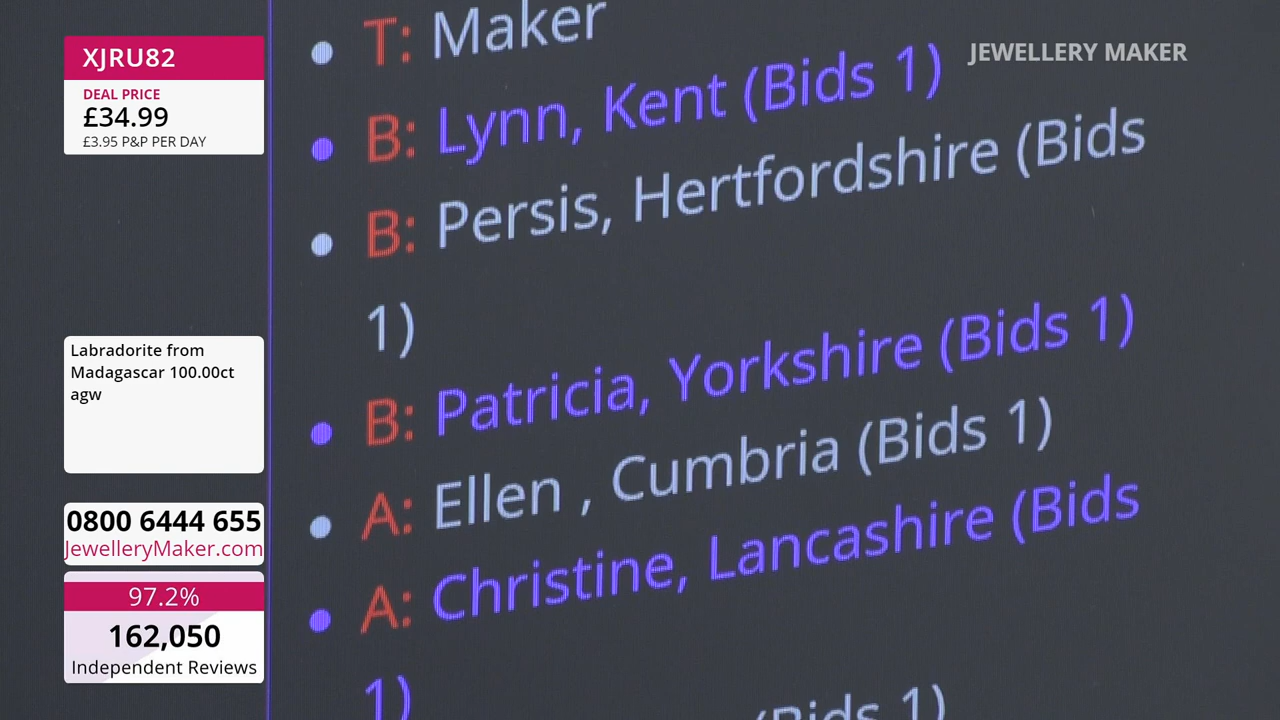 XJRU82
DEAL PRICE
£34.99
£3.95 P&P PER DAY
Labradorite from
Madagascar 100.00ct
agw
0800 6444 655
JewelleryMaker.com
97.2%
162,050
Independent Reviews
JEWELLERY MAKER
• T: Maker
• B: Lynn, Kent (Bids 1)
• B: Persis, Hertfordshire (Bids
1)
• B: Patricia, Yorkshire (Bids 1)
• A: Ellen , Cumbria (Bids 1)
• A: Christine, Lancashire (Bids
1)
(Bids 1)